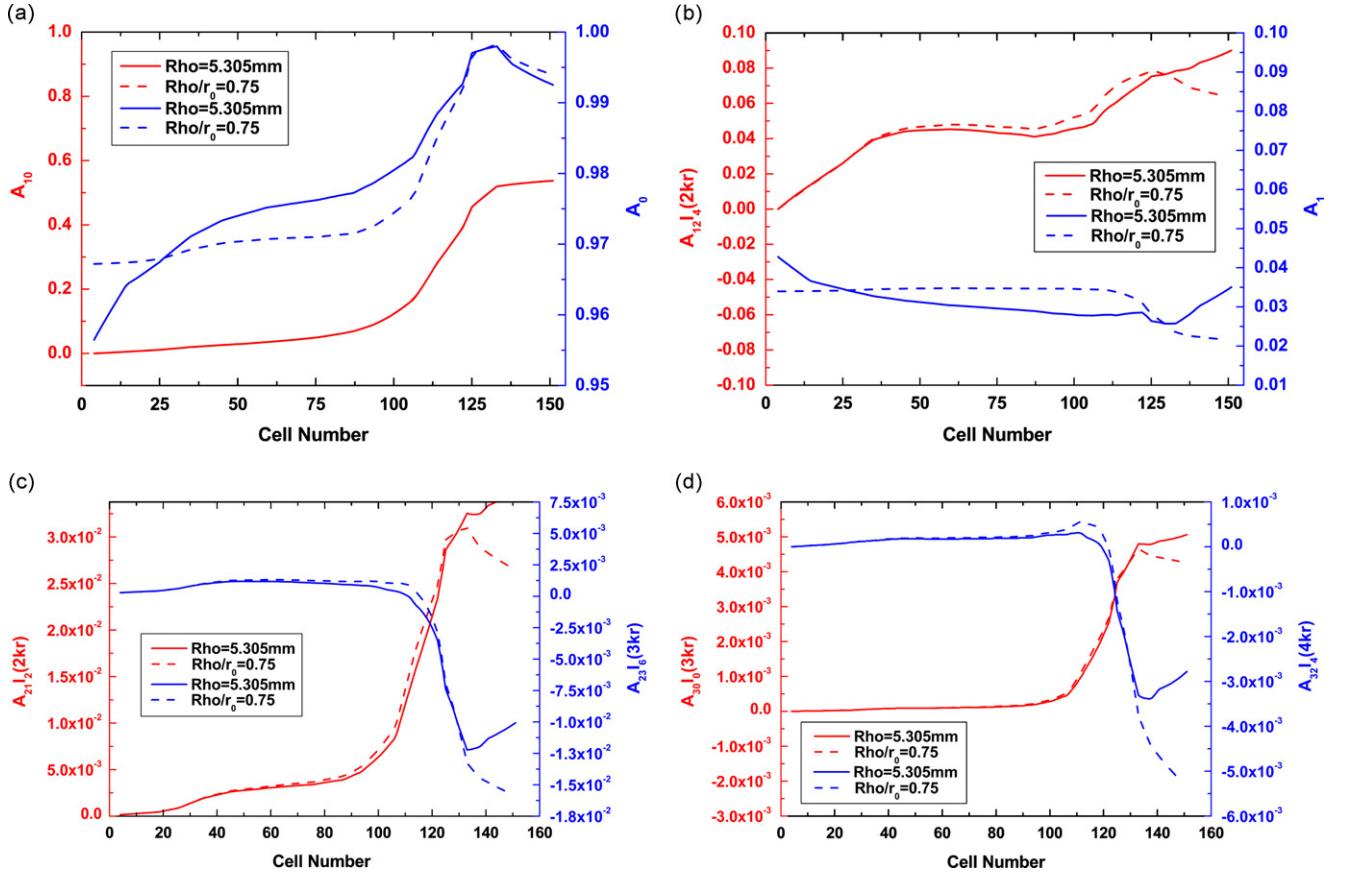 (a)
1.0
0.8
0.6
0.4
0.2
0.0
A10
Rho=5.305mm
Rho/r0=0.75
Rho=5.305mm
Rho/r0=0.75
1.00
0.99
0.98
0.97
0.96
0.95
A0
0 25 50 75 100 125 150
Cell Number
(b)
0.10
0.08
0.06
0.04
0.02
0.00
-0.02
-0.04
-0.06
-0.08
-0.10
A12I4(2kr)
Rho=5.305mm
Rho/r0=0.75
Rho=5.305mm
Rho/r0=0.75
0.10
0.09
0.08
0.07
0.06
0.05
0.04
0.03
0.02
0.01
A1
0 25 50 75 100 125 150
Cell Number
(c)
3.0x10-2
2.5x10-2
2.0x10-2
1.5x10-2
1.0x10-2
5.0x10-3
0.0
A21I2(2kr)
Rho=5.305mm
Rho/r0=0.75
Rho=5.305mm
Rho/r0=0.75
7.5x10-3
5.0x10-3
2.5x10-3
0.0
-2.5x10-3
-5.0x10-3
-7.5x10-3
-1.0x10-2
-1.3x10-2
-1.5x10-2
-1.8x10-2
A23I6(3kr)
0 20 40 60 80 100 120 140 160
Cell Number
(d)
6.0x10-3
5.0x10-3
4.0x10-3
3.0x10-3
2.0x10-3
1.0x10-3
0.0
-1.0x10-3
-2.0x10-3
-3.0x10-3
A30I0(3kr)
Rho=5.305mm
Rho/r0=0.75
Rho=5.305mm
Rho/r0=0.75
1.0x10-3
0.0
-1.0x10-3
-2.0x10-3
-3.0x10-3
-4.0x10-3
-5.0x10-3
-6.0x10-3
A32I4(4kr)
0 20 40 60 80 100 120 140 160
Cell Number